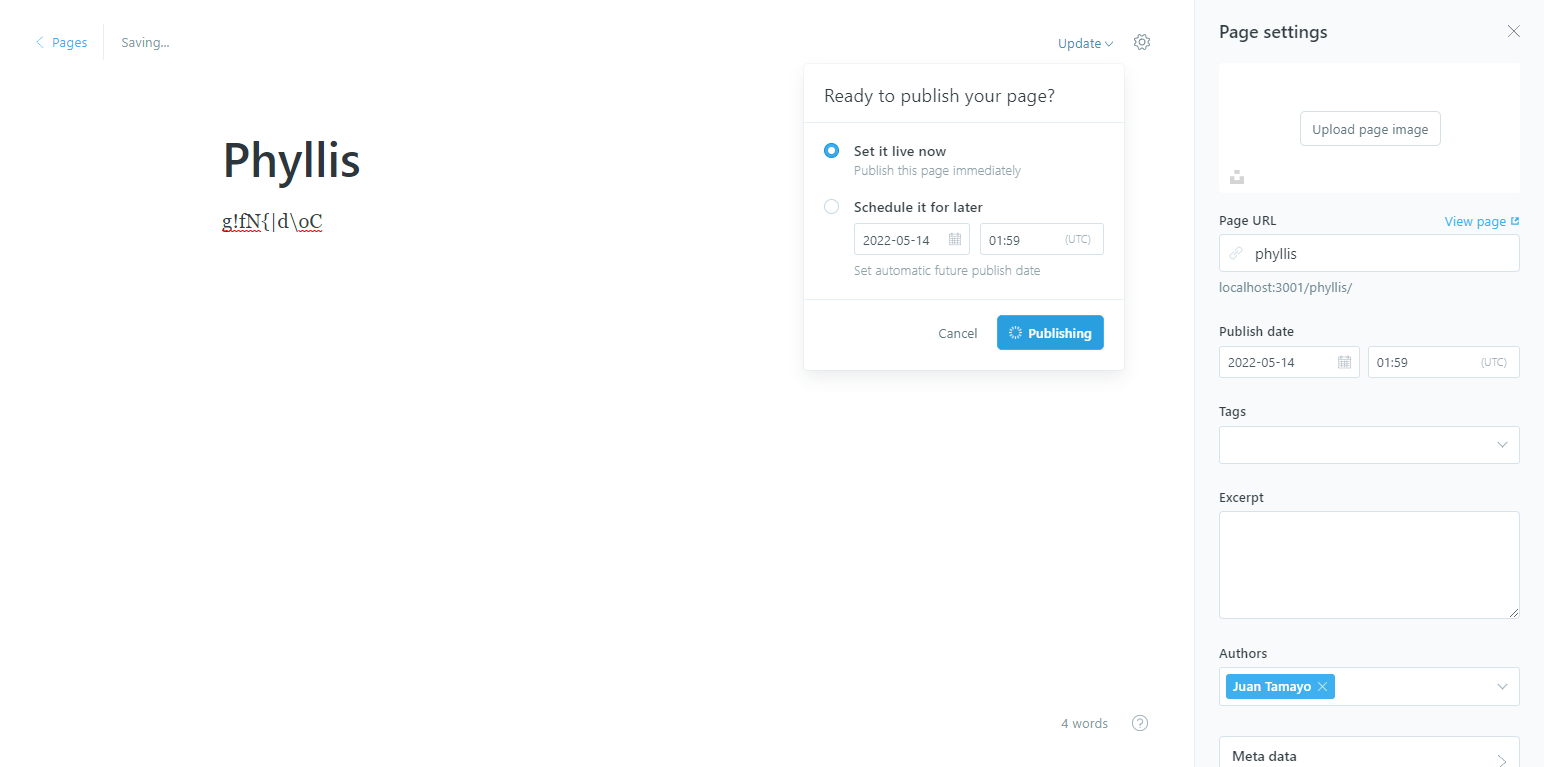 Pages
Saving...
Update
Ready to publish your page?
Set it live now
Publish this page immediately
Schedule it for later
2022-05-14
01:59
(UTC)
Set automatic future publish date
Cancel
Publishing
Phyllis
g!fN{|d\oC
4 words
?
Page settings
Upload page image
Page URL
View page
phyllis
localhost:3001/phyllis/
Publish date
2022-05-14
01:59
(UTC)
Tags
Excerpt
Authors
Juan Tamayo
Meta data